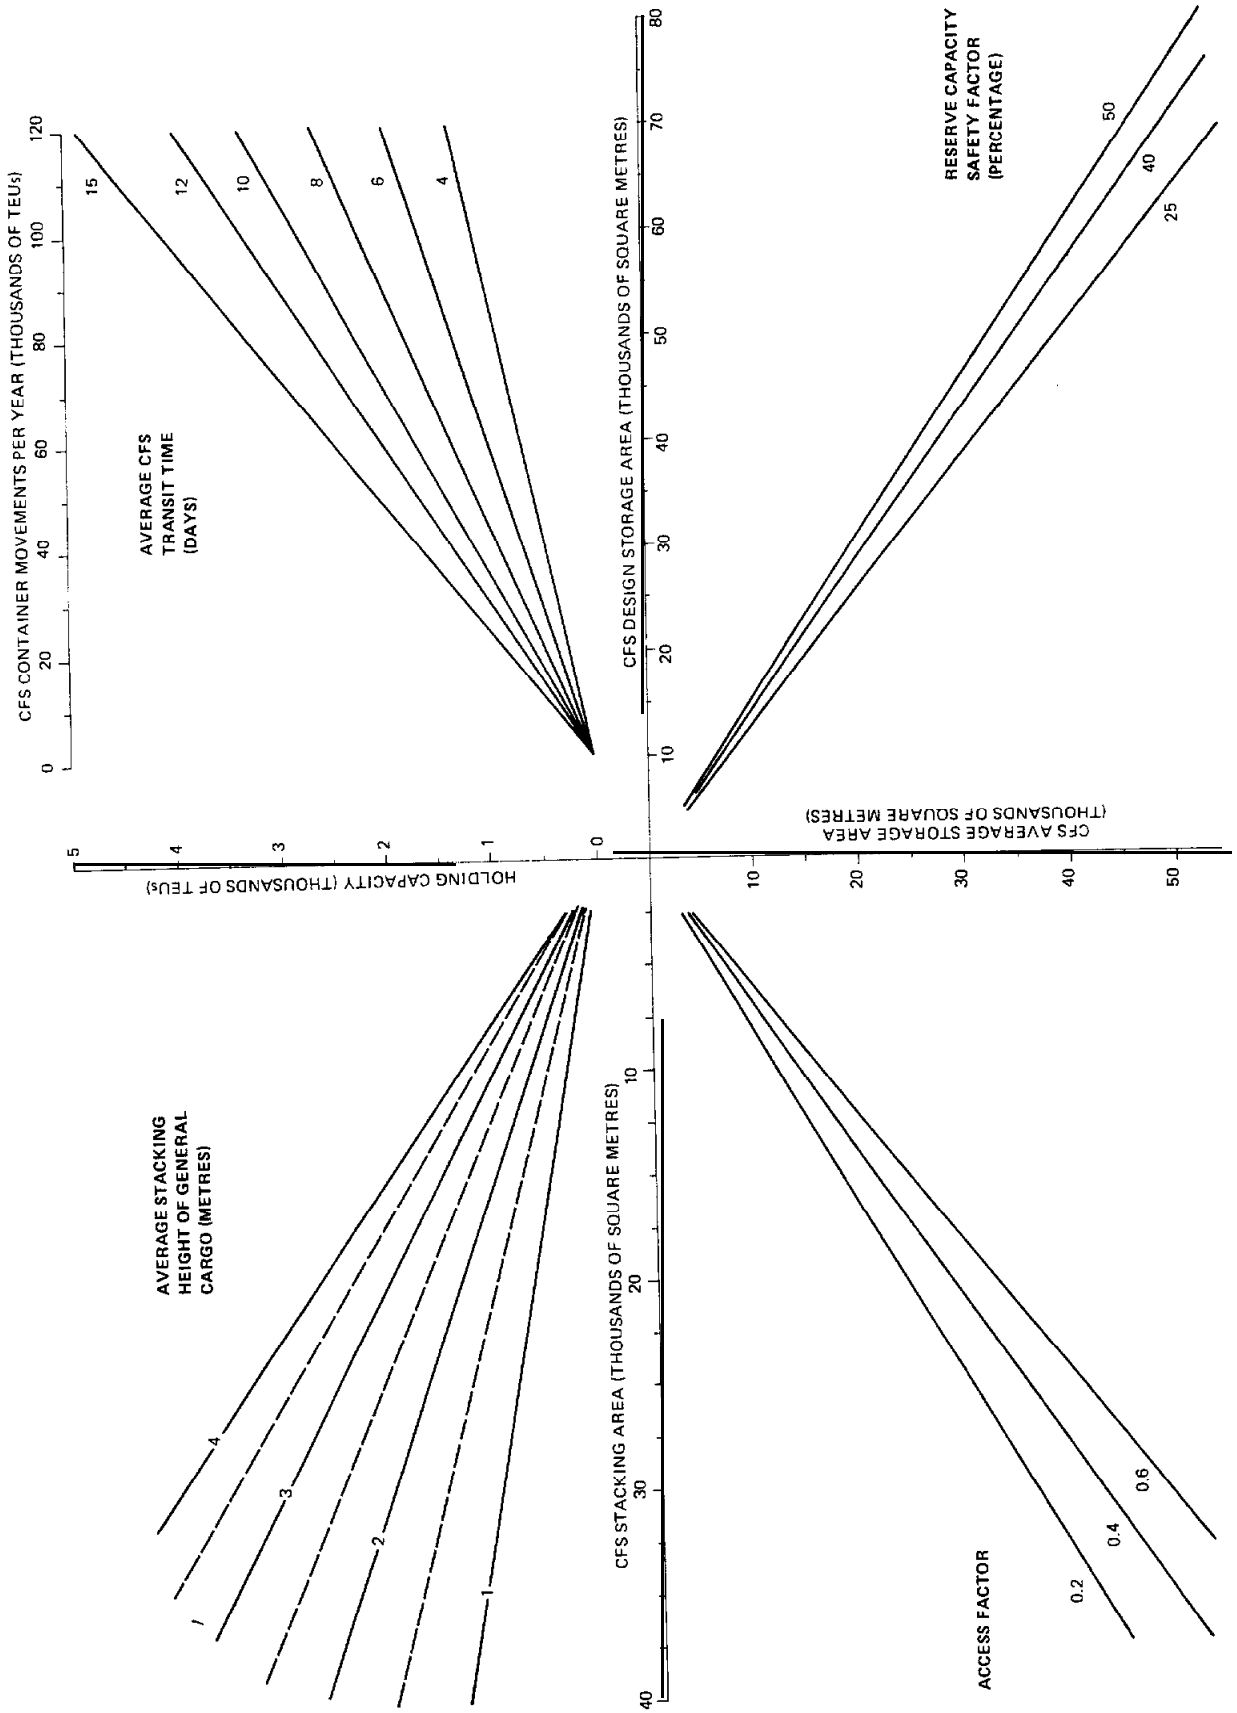 CFS CONTAINER MOVEMENTS PER YEAR (THOUSANDS OF TEUs)
0 20 40 60 80 100 120
AVERAGE STACKING
HEIGHT OF GENERAL
CARGO (METRES)
4
3
2
1
HOLDING CAPACITY (THOUSANDS OF TEUs)
5
4
3
2
1
0
AVERAGE CFS
TRANSIT TIME
(DAYS)
15
12
10
8
6
4
CFS STACKING AREA (THOUSANDS OF SQUARE METRES)
40 30 20 10
CFS DESIGN STORAGE AREA (THOUSANDS OF SQUARE METRES)
10 20 30 40 50 60 70 80
CFS AVERAGE STORAGE AREA
(THOUSANDS OF SQUARE METRES)
10
20
30
40
50
ACCESS FACTOR
0.2
0.4
0.6
RESERVE CAPACITY
SAFETY FACTOR
(PERCENTAGE)
50
40
25